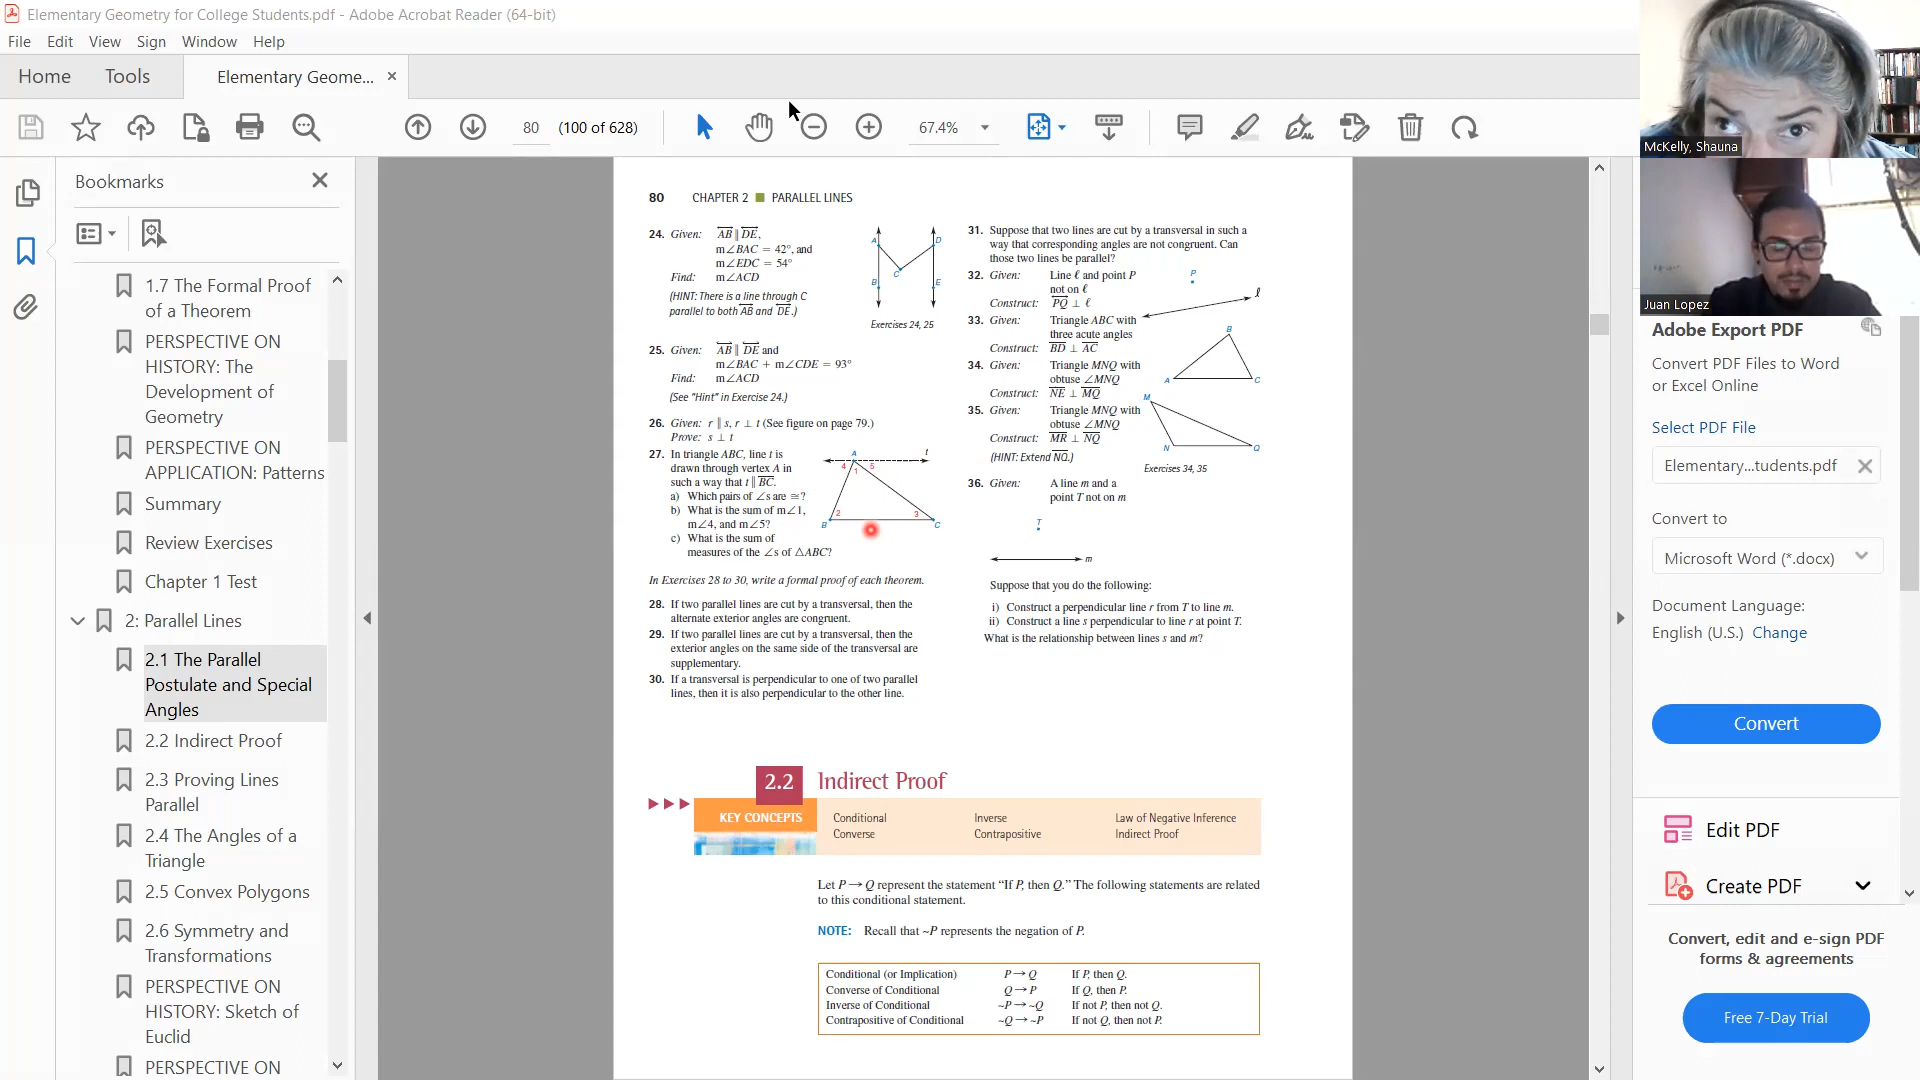 Elementary Geometry for College Students.pdf - Adobe Acrobat Reader (64-bit)
File Edit View Sign Window Help
Home Tools Elementary Geome...
80 (100 of 628) 67.4%
Bookmarks
1.7 The Formal Proof
of a Theorem
PERSPECTIVE ON
HISTORY: The
Development of
Geometry
PERSPECTIVE ON
APPLICATION: Patterns
Summary
Review Exercises
Chapter 1 Test
2: Parallel Lines
2.1 The Parallel
Postulate and Special
Angles
2.2 Indirect Proof
2.3 Proving Lines
Parallel
2.4 The Angles of a
Triangle
2.5 Convex Polygons
2.6 Symmetry and
Transformations
PERSPECTIVE ON
HISTORY: Sketch of
Euclid
PERSPECTIVE ON
80 CHAPTER 2 ■ PARALLEL LINES
24. Given: AB ∥ DE,
m∠BAC = 42°, and
m∠EDC = 54°
Find: m∠ACD
(HINT: There is a line through C
parallel to both AB and DE.)
A
D
C
B
E
Exercises 24, 25
25. Given: AB ∥ DE and
m∠BAC + m∠CDE = 93°
Find: m∠ACD
(See "Hint" in Exercise 24.)
26. Given: r ∥ s, r ⊥ t (See figure on page 79.)
Prove: s ⊥ t
27. In triangle ABC, line t is
drawn through vertex A in
such a way that t ∥ BC.
a) Which pairs of ∠s are ≅?
b) What is the sum of m∠1,
m∠4, and m∠5?
c) What is the sum of
measures of the ∠s of △ABC?
A t
4 1 5
2 3
B C
In Exercises 28 to 30, write a formal proof of each theorem.
28. If two parallel lines are cut by a transversal, then the
alternate exterior angles are congruent.
29. If two parallel lines are cut by a transversal, then the
exterior angles on the same side of the transversal are
supplementary.
30. If a transversal is perpendicular to one of two parallel
lines, then it is also perpendicular to the other line.
31. Suppose that two lines are cut by a transversal in such a
way that corresponding angles are not congruent. Can
those two lines be parallel?
32. Given: Line ℓ and point P
not on ℓ
Construct: PQ ⊥ ℓ
P
ℓ
33. Given: Triangle ABC with
three acute angles
Construct: BD ⊥ AC
B
A C
34. Given: Triangle MNQ with
obtuse ∠MNQ
Construct: NE ⊥ MQ
35. Given: Triangle MNQ with
obtuse ∠MNQ
Construct: MR ⊥ NQ
(HINT: Extend NQ.)
M
N Q
Exercises 34, 35
36. Given: A line m and a
point T not on m
T
m
Suppose that you do the following:
i) Construct a perpendicular line r from T to line m.
ii) Construct a line s perpendicular to line r at point T.
What is the relationship between lines s and m?
2.2 Indirect Proof
KEY CONCEPTS
Conditional Inverse Law of Negative Inference
Converse Contrapositive Indirect Proof
Let P → Q represent the statement “If P, then Q.” The following statements are related
to this conditional statement.
NOTE: Recall that ~P represents the negation of P.
Conditional (or Implication) P → Q If P, then Q.
Converse of Conditional Q → P If Q, then P.
Inverse of Conditional ~P → ~Q If not P, then not Q.
Contrapositive of Conditional ~Q → ~P If not Q, then not P.
McKelly, Shauna
Juan Lopez
Adobe Export PDF
Convert PDF Files to Word
or Excel Online
Select PDF File
Elementary...tudents.pdf
Convert to
Microsoft Word (*.docx)
Document Language:
English (U.S.) Change
Convert
Edit PDF
Create PDF
Convert, edit and e-sign PDF
forms & agreements
Free 7-Day Trial